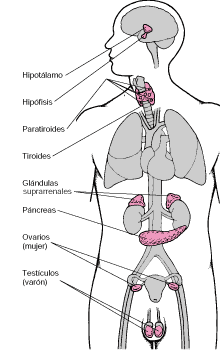 Hipotálamo
Hipófisis
Paratiroides
Tiroides
Glándulas
suprarrenales
Páncreas
Ovarios
(mujer)
Testículos
(varón)